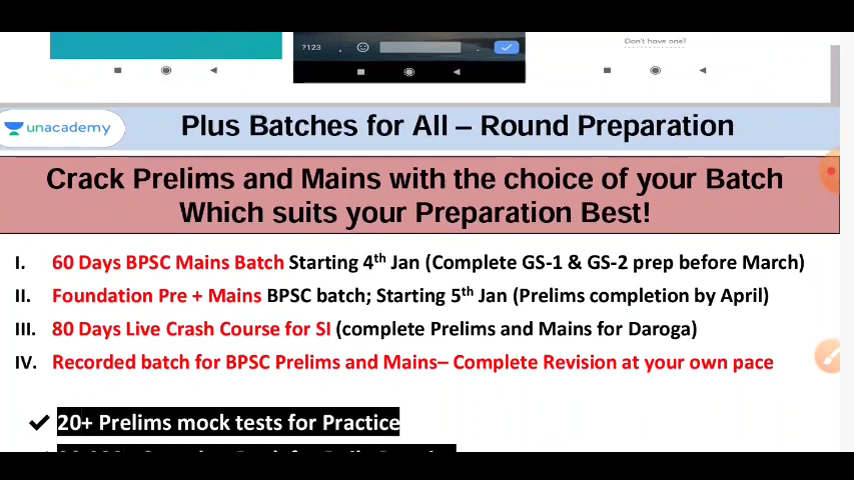 ?123 , .
Don't have one?
unacademy
Plus Batches for All – Round Preparation
Crack Prelims and Mains with the choice of your Batch
Which suits your Preparation Best!
I. 60 Days BPSC Mains Batch Starting 4th Jan (Complete GS-1 & GS-2 prep before March)
II. Foundation Pre + Mains BPSC batch; Starting 5th Jan (Prelims completion by April)
III. 80 Days Live Crash Course for SI (complete Prelims and Mains for Daroga)
IV. Recorded batch for BPSC Prelims and Mains– Complete Revision at your own pace
✔ 20+ Prelims mock tests for Practice